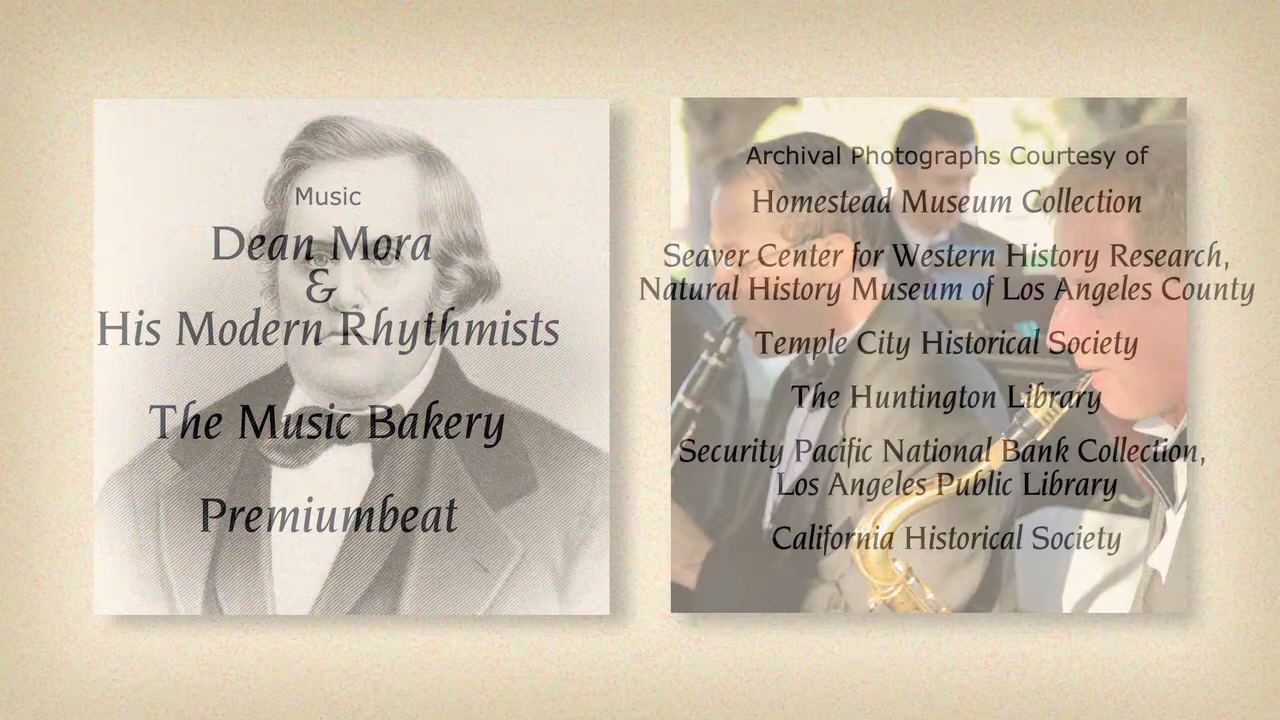 Music
Dean Mora
&
His Modern Rhythmists
The Music Bakery
Premiumbeat
Archival Photographs Courtesy of
Homestead Museum Collection
Seaver Center for Western History Research,
Natural History Museum of Los Angeles County
Temple City Historical Society
The Huntington Library
Security Pacific National Bank Collection,
Los Angeles Public Library
California Historical Society